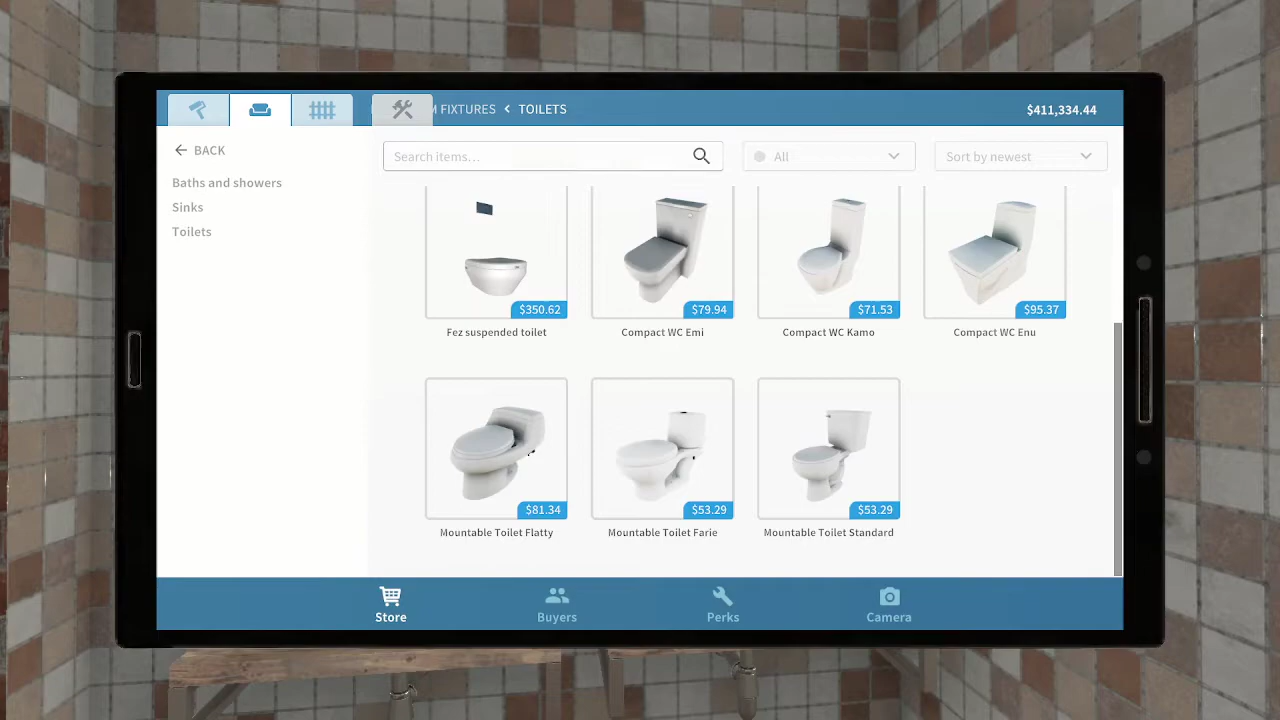 M FIXTURES < TOILETS
$411,334.44
BACK
Search items...
All
Sort by newest
Baths and showers
Sinks
Toilets
$350.62
$79.94
$71.53
$95.37
Fez suspended toilet
Compact WC Emi
Compact WC Kamo
Compact WC Enu
$81.34
$53.29
$53.29
Mountable Toilet Flatty
Mountable Toilet Farie
Mountable Toilet Standard
Store
Buyers
Perks
Camera